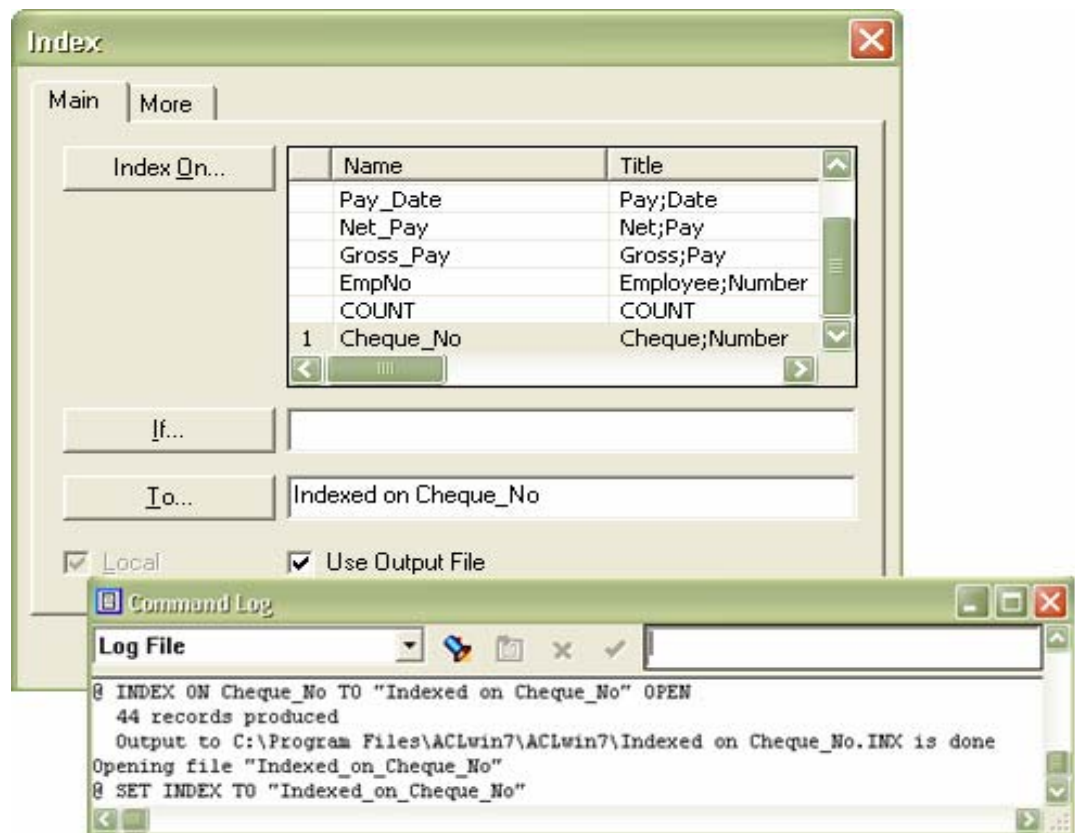 Index
Main More
Index On...
Name Title
Pay_Date Pay;Date
Net_Pay Net;Pay
Gross_Pay Gross;Pay
EmpNo Employee;Number
COUNT COUNT
1 Cheque_No Cheque;Number
If...
To... Indexed on Cheque_No
Local Use Output File
Command Log
Log File
@ INDEX ON Cheque_No TO "Indexed on Cheque_No" OPEN
44 records produced
Output to C:\Program Files\ACLwin7\ACLwin7\Indexed on Cheque_No.INX is done
Opening file "Indexed_on_Cheque_No"
@ SET INDEX TO "Indexed_on_Cheque_No"